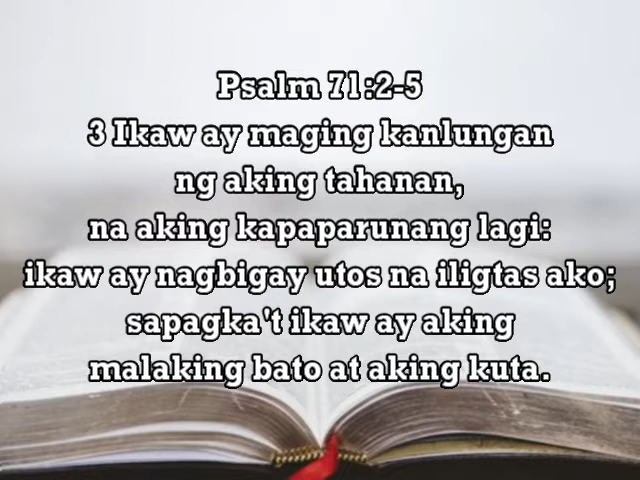 Psalm 71:2-5
3 Ikaw ay maging kanlungan
ng aking tahanan,
na aking kapaparunang lagi:
ikaw ay nagbigay utos na iligtas ako;
sapagka't ikaw ay aking
malaking bato at aking kuta.